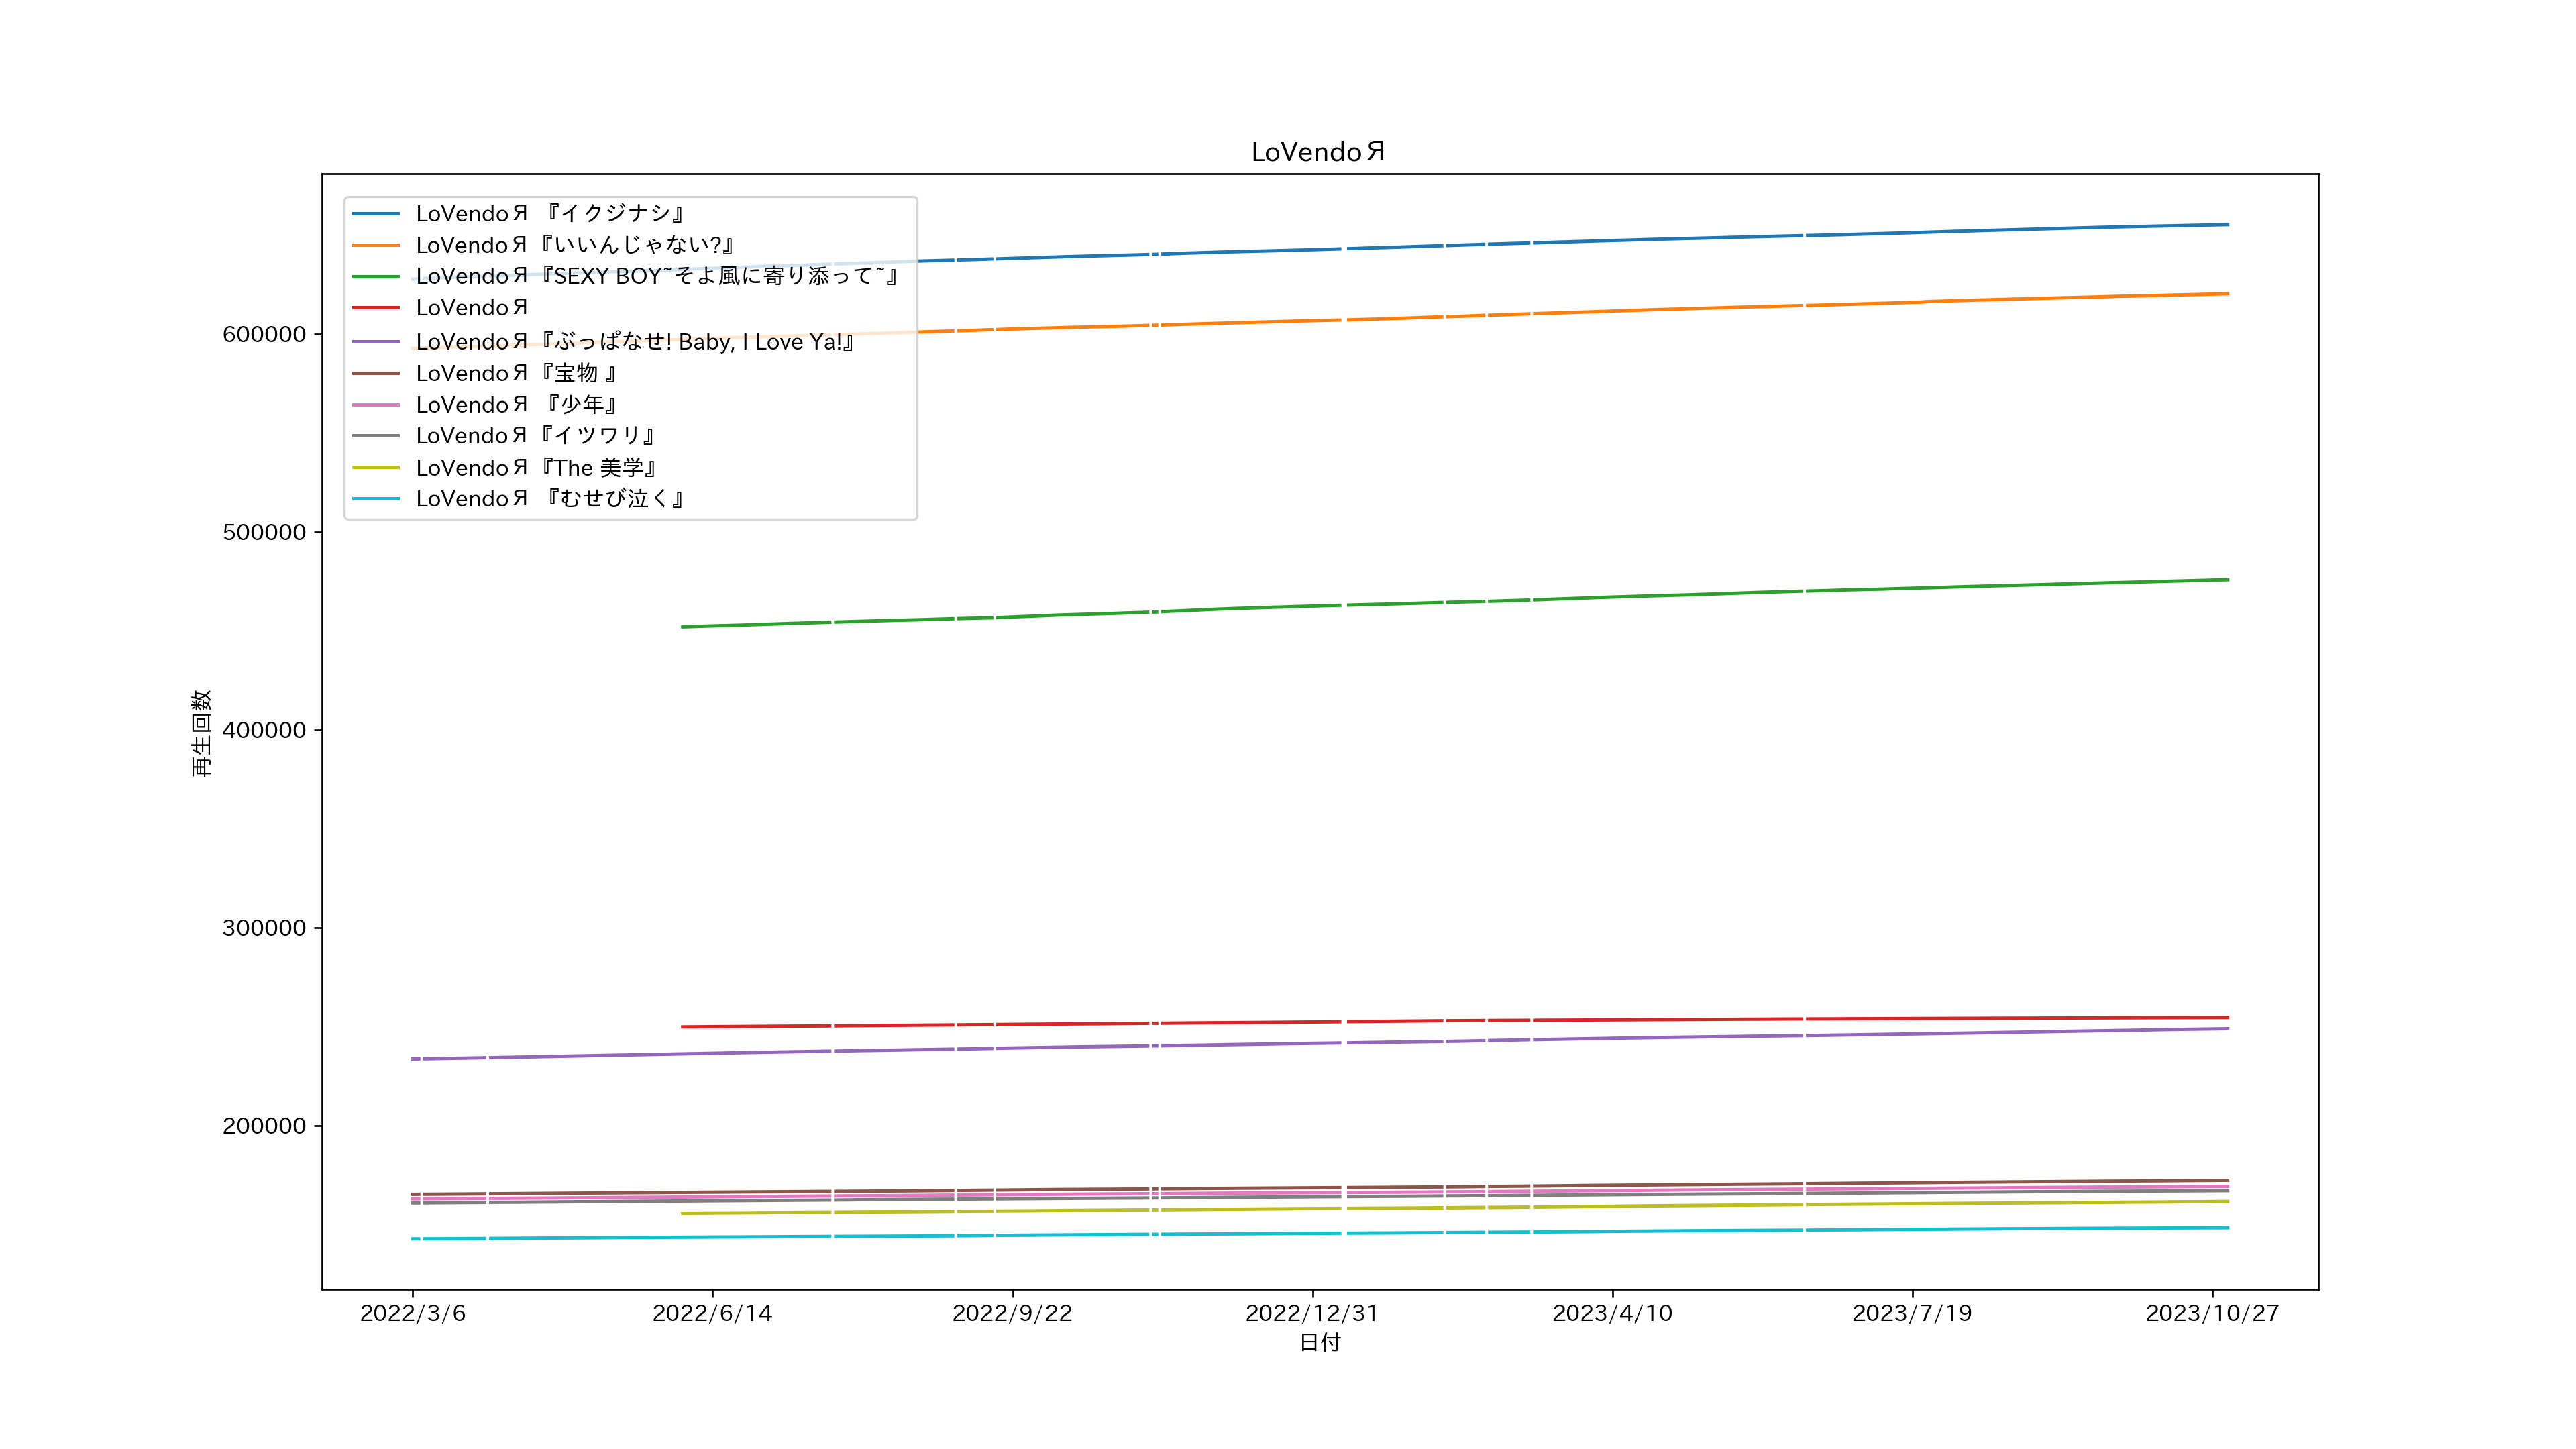 LoVendoЯ
LoVendoЯ 『イクジナシ』
LoVendoЯ『いいんじゃない?』
LoVendoЯ『SEXY BOY~そよ風に寄り添って~』
LoVendoЯ
LoVendoЯ『ぶっぱなせ! Baby, I Love Ya!』
LoVendoЯ『宝物 』
LoVendoЯ 『少年』
LoVendoЯ『イツワリ』
LoVendoЯ『The 美学』
LoVendoЯ 『むせび泣く』
600000
500000
400000
300000
200000
再生回数
2022/3/6
2022/6/14
2022/9/22
2022/12/31
2023/4/10
2023/7/19
2023/10/27
日付